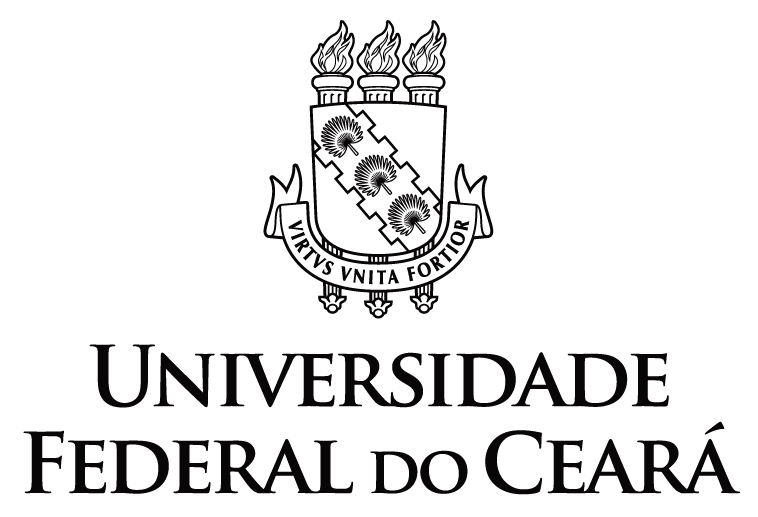 VIRTVS VNITA FORTIOR
UNIVERSIDADE
FEDERAL DO CEARÁ